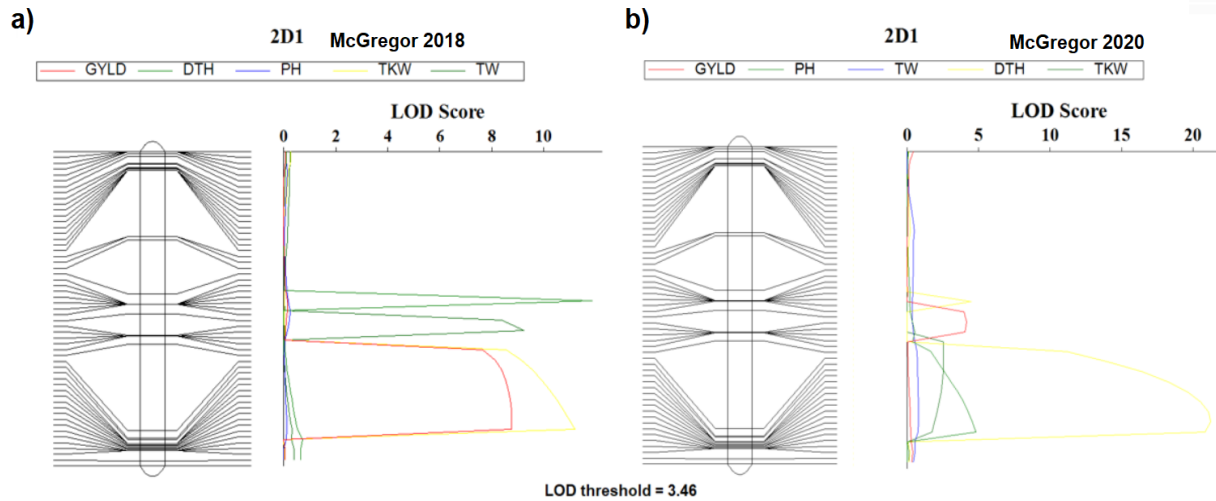 a)
2D1 McGregor 2018
GYLD DTH PH TKW TW
LOD Score
0 2 4 6 8 10
b)
2D1 McGregor 2020
GYLD PH TW DTH TKW
LOD Score
0 5 10 15 20
LOD threshold = 3.46